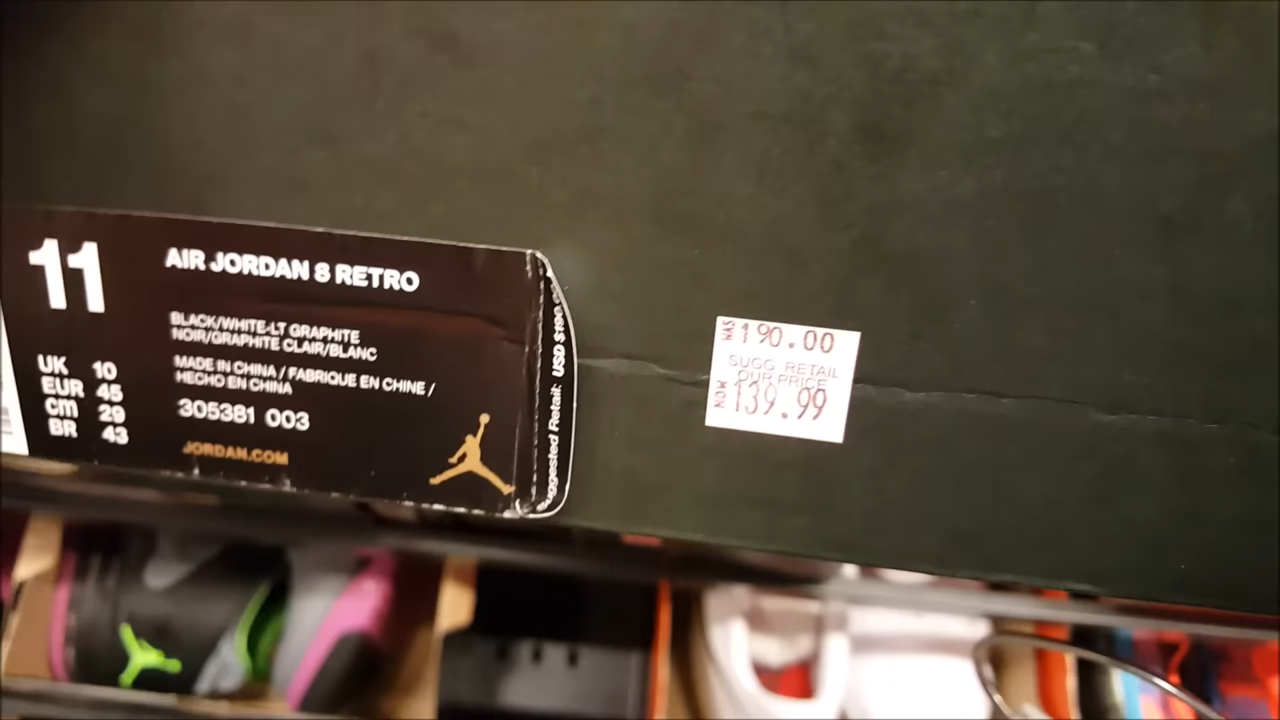 11
AIR JORDAN 8 RETRO
BLACK/WHITE-LT GRAPHITE
NOIR/GRAPHITE CLAIR/BLANC
MADE IN CHINA / FABRIQUE EN CHINE /
HECHO EN CHINA
305381 003
JORDAN.COM
UK 10
EUR 45
cm 29
BR 43
Suggested Retail: USD $190.
WAS 190.00
SUGG. RETAIL
OUR PRICE
NOW 139.99